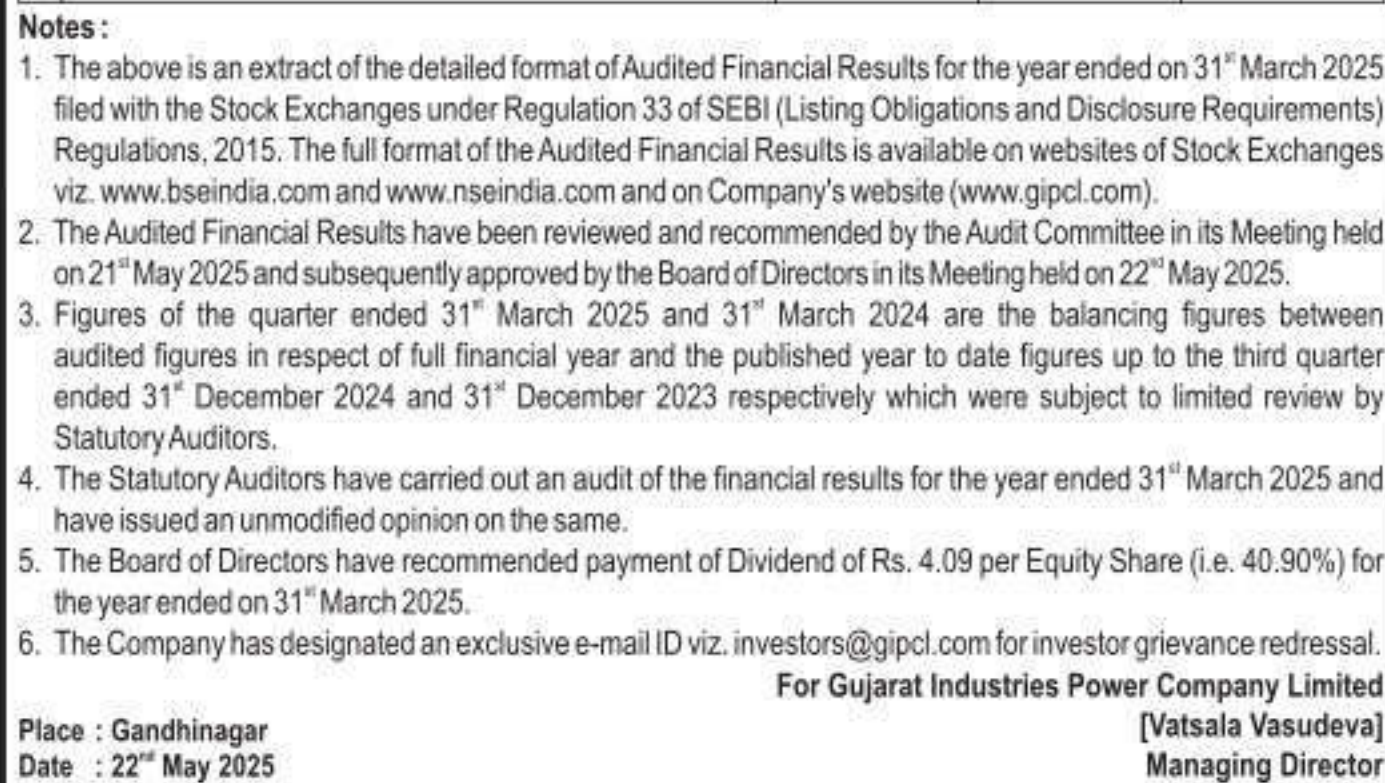 Notes :
1. The above is an extract of the detailed format of Audited Financial Results for the year ended on 31st March 2025
filed with the Stock Exchanges under Regulation 33 of SEBI (Listing Obligations and Disclosure Requirements)
Regulations, 2015. The full format of the Audited Financial Results is available on websites of Stock Exchanges
viz. www.bseindia.com and www.nseindia.com and on Company's website (www.gipcl.com).
2. The Audited Financial Results have been reviewed and recommended by the Audit Committee in its Meeting held
on 21st May 2025 and subsequently approved by the Board of Directors in its Meeting held on 22nd May 2025.
3. Figures of the quarter ended 31st March 2025 and 31st March 2024 are the balancing figures between
audited figures in respect of full financial year and the published year to date figures up to the third quarter
ended 31st December 2024 and 31st December 2023 respectively which were subject to limited review by
Statutory Auditors.
4. The Statutory Auditors have carried out an audit of the financial results for the year ended 31st March 2025 and
have issued an unmodified opinion on the same.
5. The Board of Directors have recommended payment of Dividend of Rs. 4.09 per Equity Share (i.e. 40.90%) for
the year ended on 31st March 2025.
6. The Company has designated an exclusive e-mail ID viz. investors@gipcl.com for investor grievance redressal.
For Gujarat Industries Power Company Limited
Place : Gandhinagar [Vatsala Vasudeva]
Date : 22nd May 2025 Managing Director